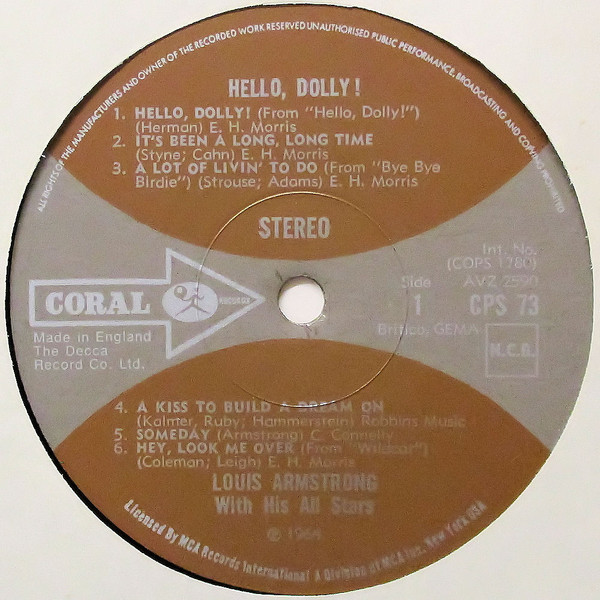 ALL RIGHTS OF THE MANUFACTURERS AND OWNER OF THE RECORDED WORK RESERVED UNAUTHORISED PUBLIC PERFORMANCE, BROADCASTING AND COPYING PROHIBITED
HELLO, DOLLY!
1. HELLO, DOLLY! (From "Hello, Dolly!")
(Herman) E. H. Morris
2. IT'S BEEN A LONG, LONG TIME
(Styne; Cahn) E. H. Morris
3. A LOT OF LIVIN' TO DO (From "Bye Bye
Birdie") (Strouse; Adams) E. H. Morris
STEREO
CORAL
RECORDS
Made in England
The Decca
Record Co. Ltd.
Int. No.
(COPS 1780)
Side AVZ 2590
1 CPS 73
Britico, GEMA
N.C.B.
4. A KISS TO BUILD A DREAM ON
(Kalmer, Ruby; Hammerstein) Robbins Music
5. SOMEDAY (Armstrong) C. Connelly
6. HEY, LOOK ME OVER (From "Wildcat")
(Coleman; Leigh) E. H. Morris
LOUIS ARMSTRONG
With His All Stars
℗ 1964
Licensed By MCA Records International A Division of MCA Inc. New York USA